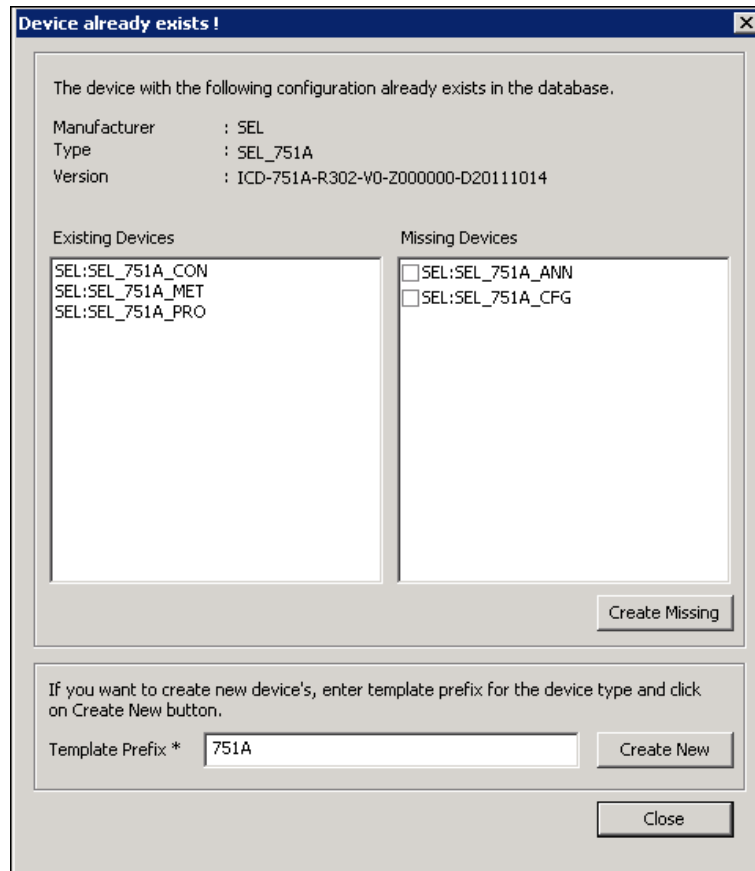 Device already exists !
The device with the following configuration already exists in the database.
Manufacturer : SEL
Type : SEL_751A
Version : ICD-751A-R302-V0-Z000000-D20111014
Existing Devices
SEL:SEL_751A_CON
SEL:SEL_751A_MET
SEL:SEL_751A_PRO
Missing Devices
SEL:SEL_751A_ANN
SEL:SEL_751A_CFG
Create Missing
If you want to create new device's, enter template prefix for the device type and click
on Create New button.
Template Prefix * 751A
Create New
Close